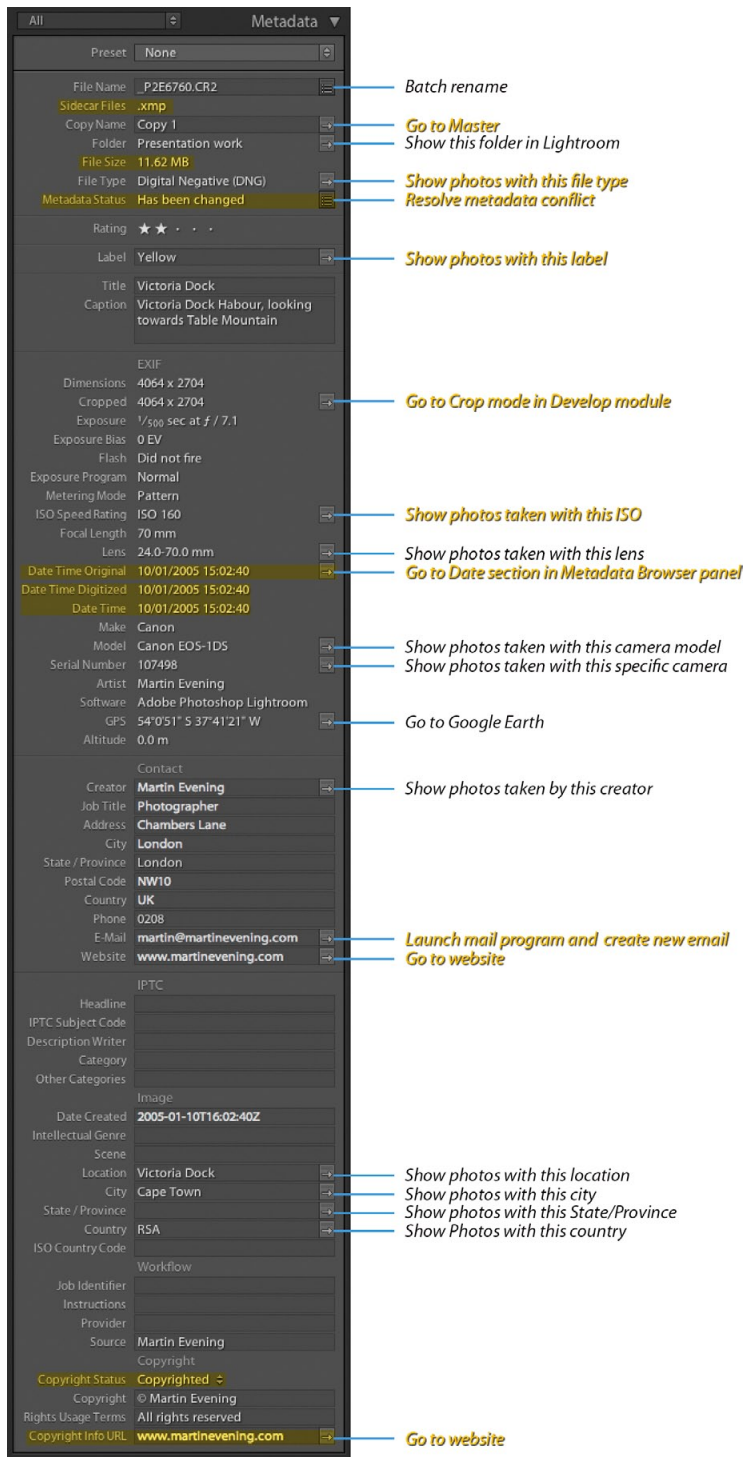 All Metadata
Preset None
File Name _P2E6760.CR2 Batch rename
Sidecar Files .xmp
Copy Name Copy 1 Go to Master
Folder Presentation work Show this folder in Lightroom
File Size 11.62 MB
File Type Digital Negative (DNG) Show photos with this file type
Metadata Status Has been changed Resolve metadata conflict
Rating ★ ★ · · ·
Label Yellow Show photos with this label
Title Victoria Dock
Caption Victoria Dock Habour, looking
towards Table Mountain
EXIF
Dimensions 4064 x 2704
Cropped 4064 x 2704 Go to Crop mode in Develop module
Exposure 1/500 sec at ƒ / 7.1
Exposure Bias 0 EV
Flash Did not fire
Exposure Program Normal
Metering Mode Pattern
ISO Speed Rating ISO 160 Show photos taken with this ISO
Focal Length 70 mm
Lens 24.0-70.0 mm Show photos taken with this lens
Date Time Original 10/01/2005 15:02:40 Go to Date section in Metadata Browser panel
Date Time Digitized 10/01/2005 15:02:40
Date Time 10/01/2005 15:02:40
Make Canon
Model Canon EOS-1DS Show photos taken with this camera model
Serial Number 107498 Show photos taken with this specific camera
Artist Martin Evening
Software Adobe Photoshop Lightroom
GPS 54°0'51" S 37°41'21" W Go to Google Earth
Altitude 0.0 m
Contact
Creator Martin Evening Show photos taken by this creator
Job Title Photographer
Address Chambers Lane
City London
State / Province London
Postal Code NW10
Country UK
Phone 0208
E-Mail martin@martinevening.com Launch mail program and create new email
Website www.martinevening.com Go to website
IPTC
Headline
IPTC Subject Code
Description Writer
Category
Other Categories
Image
Date Created 2005-01-10T16:02:40Z
Intellectual Genre
Scene
Location Victoria Dock Show photos with this location
City Cape Town Show photos with this city
State / Province Show photos with this State/Province
Country RSA Show Photos with this country
ISO Country Code
Workflow
Job Identifier
Instructions
Provider
Source Martin Evening
Copyright
Copyright Status Copyrighted
Copyright © Martin Evening
Rights Usage Terms All rights reserved
Copyright Info URL www.martinevening.com Go to website